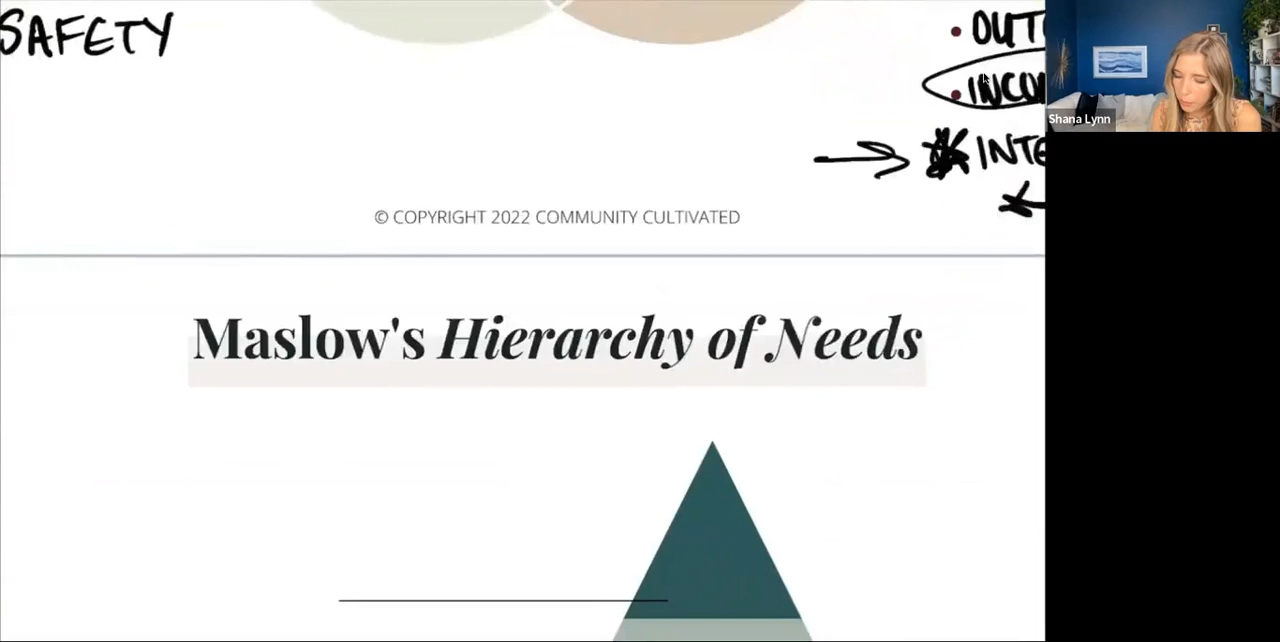 SAFETY
• OUT
• INCO
INTE
Shana Lynn
© COPYRIGHT 2022 COMMUNITY CULTIVATED
Maslow's Hierarchy of Needs